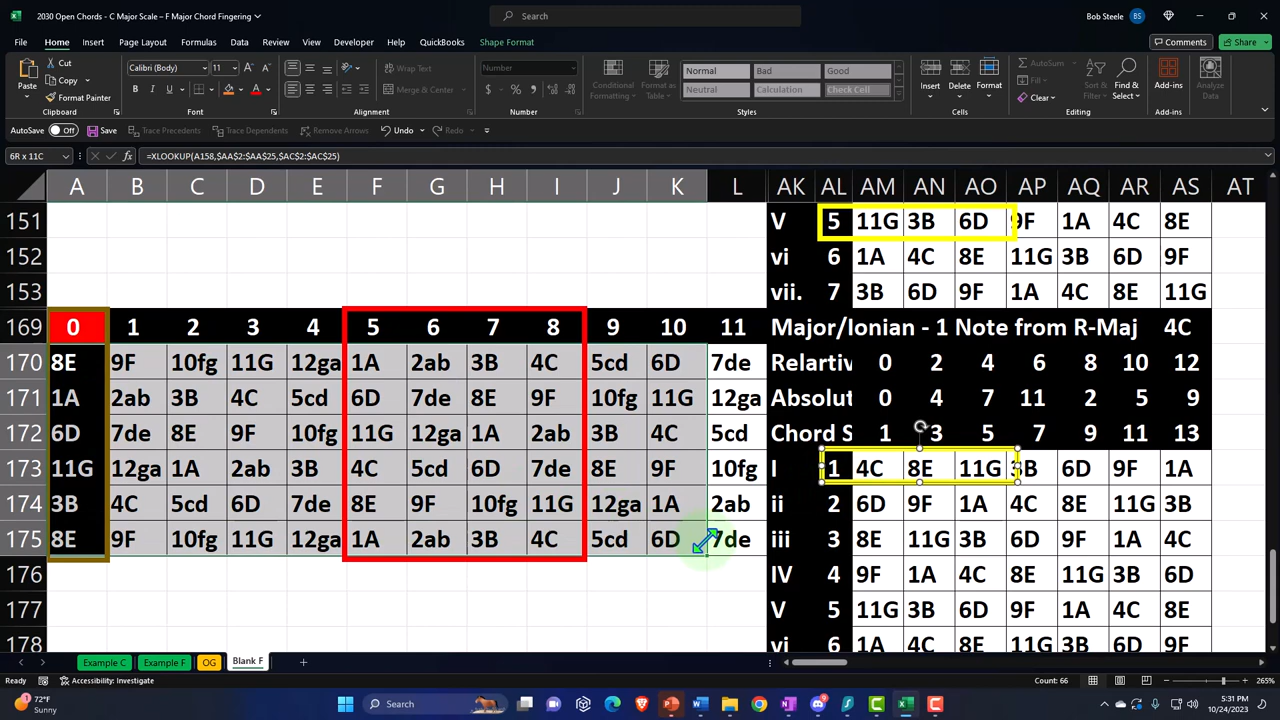 2030 Open Chords - C Major Scale – F Major Chord Fingering
Search
Bob Steele BS
File Home Insert Page Layout Formulas Data Review View Developer Help QuickBooks Shape Format
Comments Share
Cut
Copy
Format Painter
Paste
Calibri (Body) 11
B I U
Wrap Text
Merge & Center
Number
Conditional Formatting
Format as Table
Normal Bad Good
Neutral Calculation Check Cell
Insert Delete Format
AutoSum
Fill
Clear
Sort & Filter
Find & Select
Add-ins
Analyze Data
Clipboard Font Alignment Number Styles Cells Editing Add-ins
AutoSave Off Save Trace Precedents Trace Dependents Remove Arrows Undo Redo
6R x 11C fx =XLOOKUP(A158,$AA$2:$AA$25,$AC$2:$AC$25)
A B C D E F G H I J K L AK AL AM AN AO AP AQ AR AS AT
151 V 5 11G 3B 6D 9F 1A 4C 8E
152 vi 6 1A 4C 8E 11G 3B 6D 9F
153 vii. 7 3B 6D 9F 1A 4C 8E 11G
169 0 1 2 3 4 5 6 7 8 9 10 11 Major/Ionian - 1 Note from R-Maj 4C
170 8E 9F 10fg 11G 12ga 1A 2ab 3B 4C 5cd 6D 7de Relartiv 0 2 4 6 8 10 12
171 1A 2ab 3B 4C 5cd 6D 7de 8E 9F 10fg 11G 12ga Absolut 0 4 7 11 2 5 9
172 6D 7de 8E 9F 10fg 11G 12ga 1A 2ab 3B 4C 5cd Chord S 1 3 5 7 9 11 13
173 11G 12ga 1A 2ab 3B 4C 5cd 6D 7de 8E 9F 10fg I 1 4C 8E 11G 3B 6D 9F 1A
174 3B 4C 5cd 6D 7de 8E 9F 10fg 11G 12ga 1A 2ab ii 2 6D 9F 1A 4C 8E 11G 3B
175 8E 9F 10fg 11G 12ga 1A 2ab 3B 4C 5cd 6D 7de iii 3 8E 11G 3B 6D 9F 1A 4C
176 IV 4 9F 1A 4C 8E 11G 3B 6D
177 V 5 11G 3B 6D 9F 1A 4C 8E
178 vi 6 1A 4C 8E 11G 3B 6D 9F
Example C Example F OG Blank F
Ready Accessibility: Investigate Count: 66 265%
72°F
Sunny
Search
5:31 PM
10/24/2023